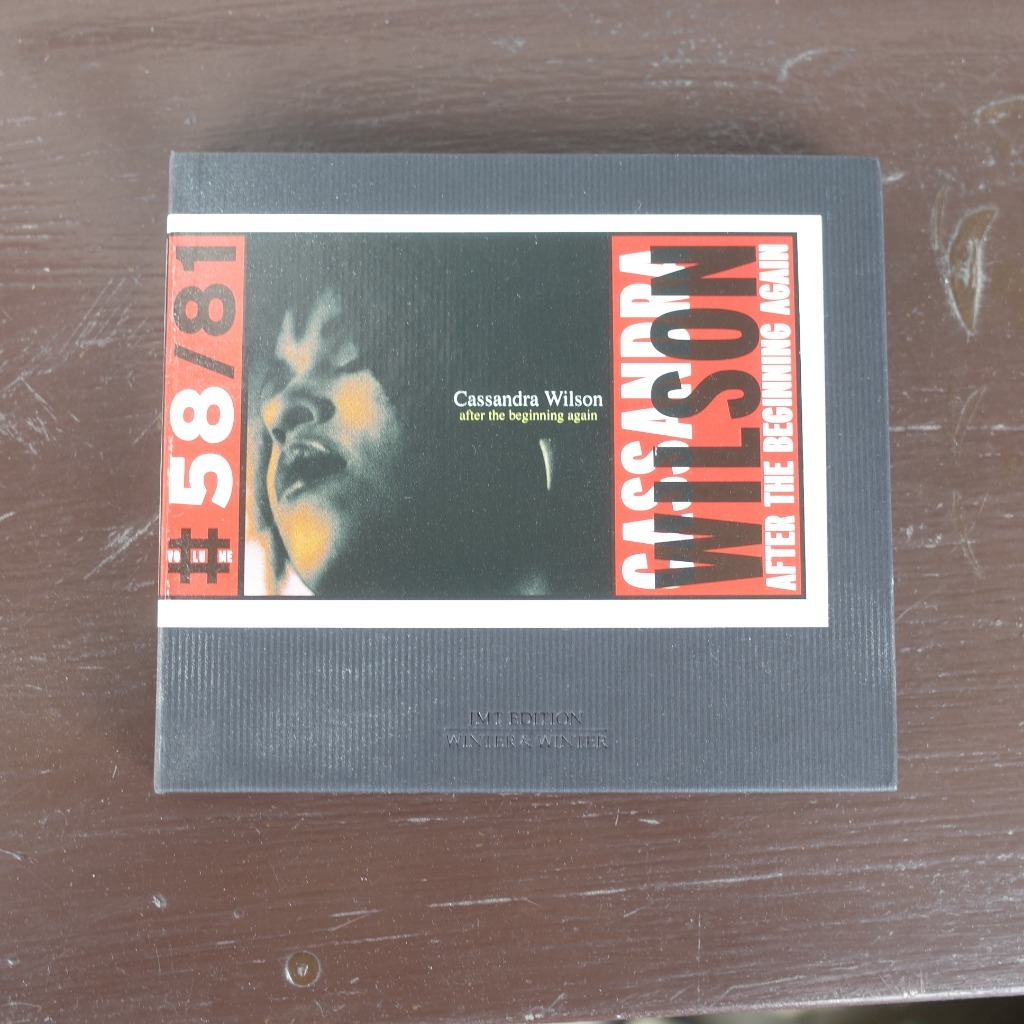 # 58/81
VOLUME
Cassandra Wilson
after the beginning again
CASSANDRA
WILSON
AFTER THE BEGINNING AGAIN
JMT EDITION
WINTER & WINTER